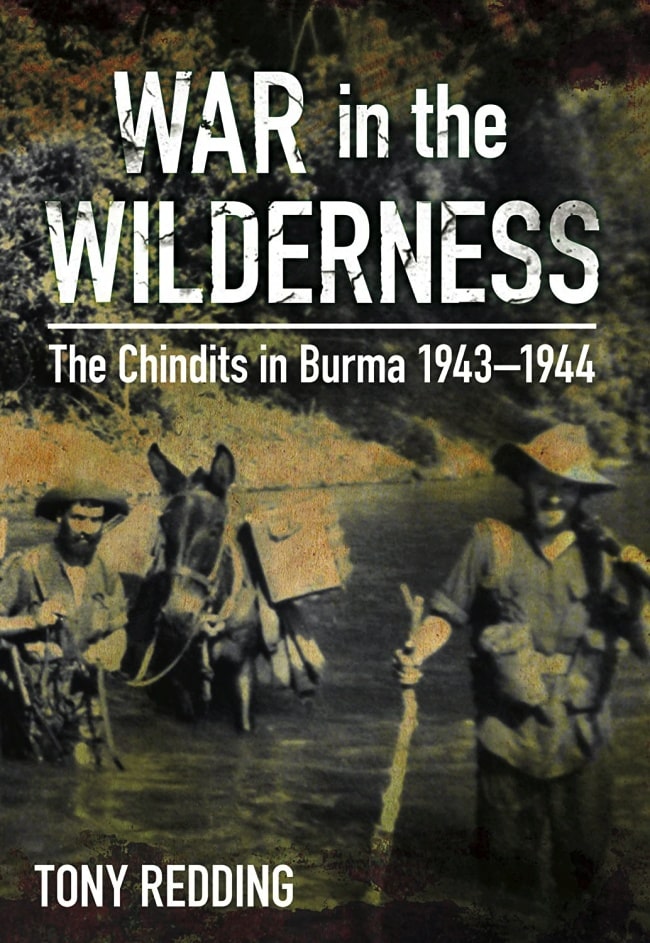 WAR in the
WILDERNESS
The Chindits in Burma 1943–1944
TONY REDDING